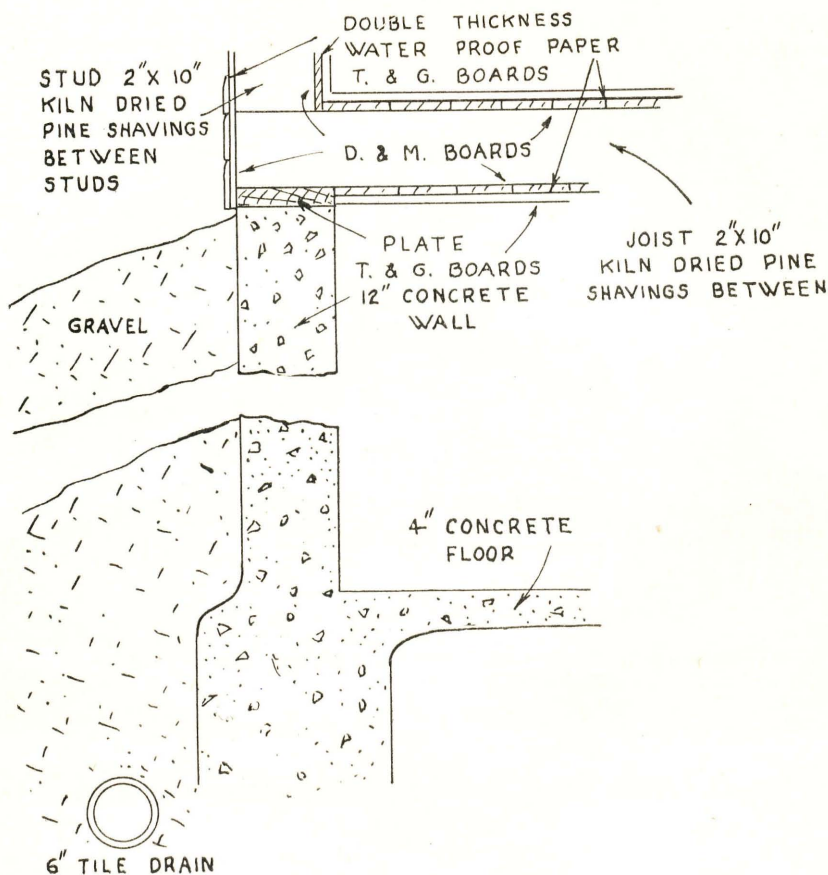 DOUBLE THICKNESS
WATER PROOF PAPER
T. & G. BOARDS
STUD 2"X 10"
KILN DRIED
PINE SHAVINGS
BETWEEN
STUDS
D. & M. BOARDS
PLATE
T. & G. BOARDS
12" CONCRETE
WALL
JOIST 2"X 10"
KILN DRIED PINE
SHAVINGS BETWEEN
GRAVEL
4" CONCRETE
FLOOR
6" TILE DRAIN